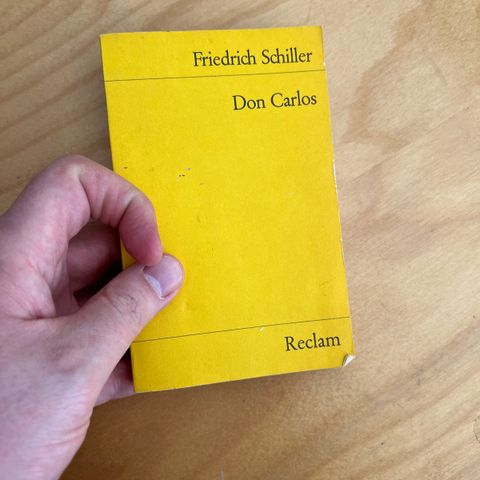 Friedrich Schiller
Don Carlos
Reclam